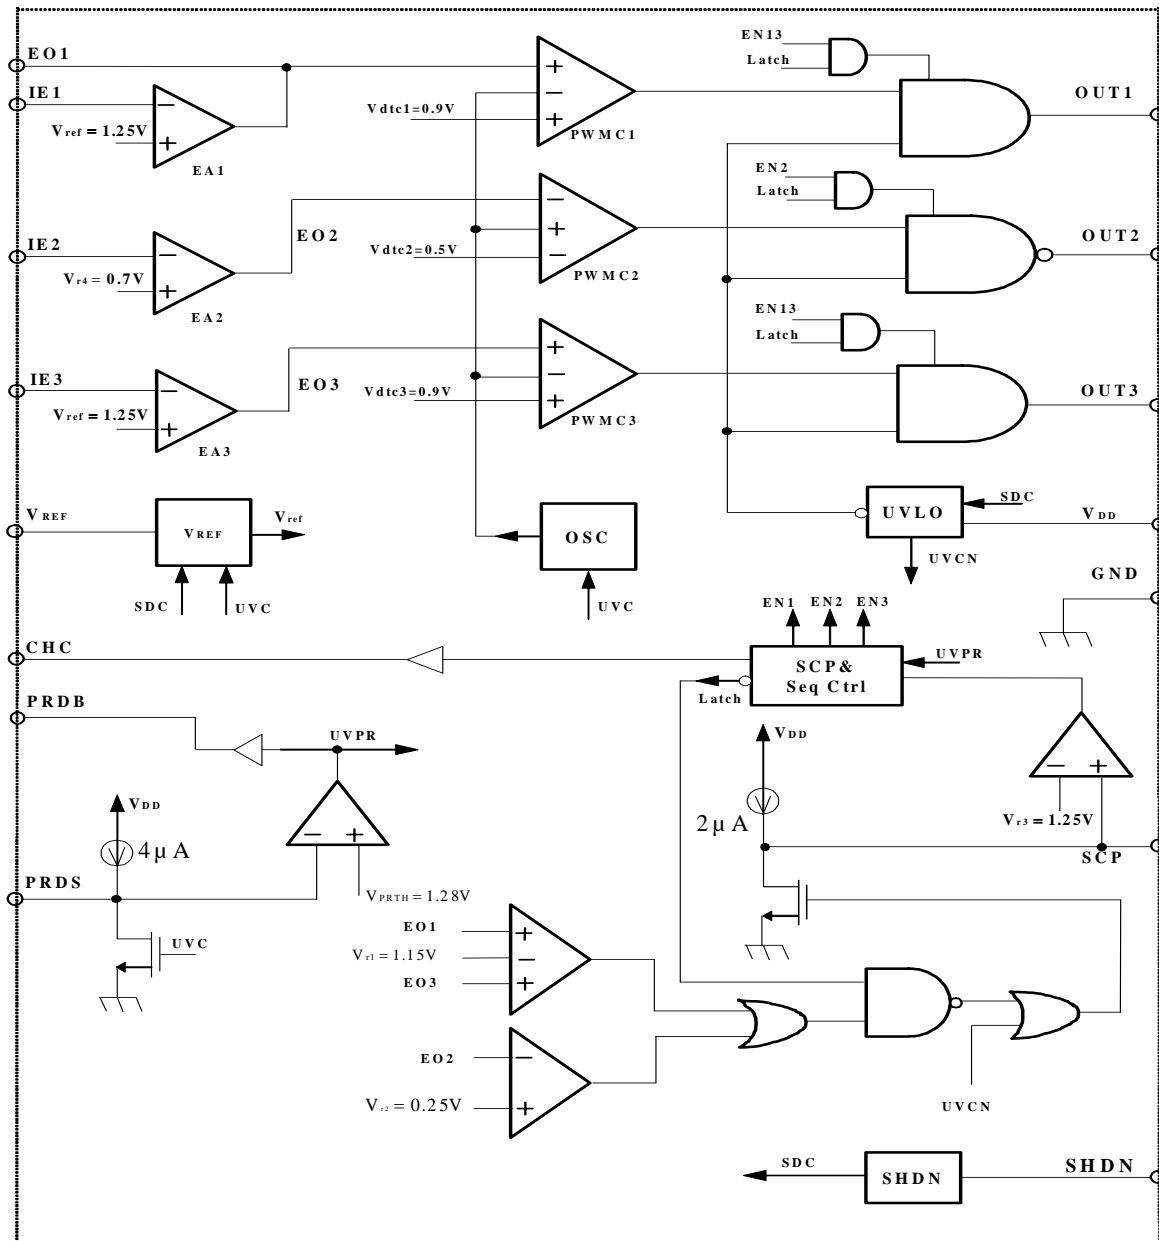 EO1
IE1
Vref = 1.25V
EA1
Vdtc1=0.9V
PWMC1
EN13
Latch
OUT1
IE2
Vr4 = 0.7V
EA2
EO2
Vdtc2=0.5V
PWMC2
EN2
Latch
OUT2
IE3
Vref = 1.25V
EA3
EO3
Vdtc3=0.9V
PWMC3
EN13
Latch
OUT3
VREF
VREF
Vref
SDC
UVC
OSC
UVC
UVLO
SDC
VDD
UVCN
GND
EN1
EN2
EN3
CHC
SCP&
Seq Ctrl
UVPR
Latch
PRDB
UVPR
VDD
VDD
4µA
2µA
Vr3 = 1.25V
SCP
PRDS
VPRTH = 1.28V
UVC
EO1
Vr1 = 1.15V
EO3
EO2
Vr2 = 0.25V
UVCN
SDC
SHDN
SHDN